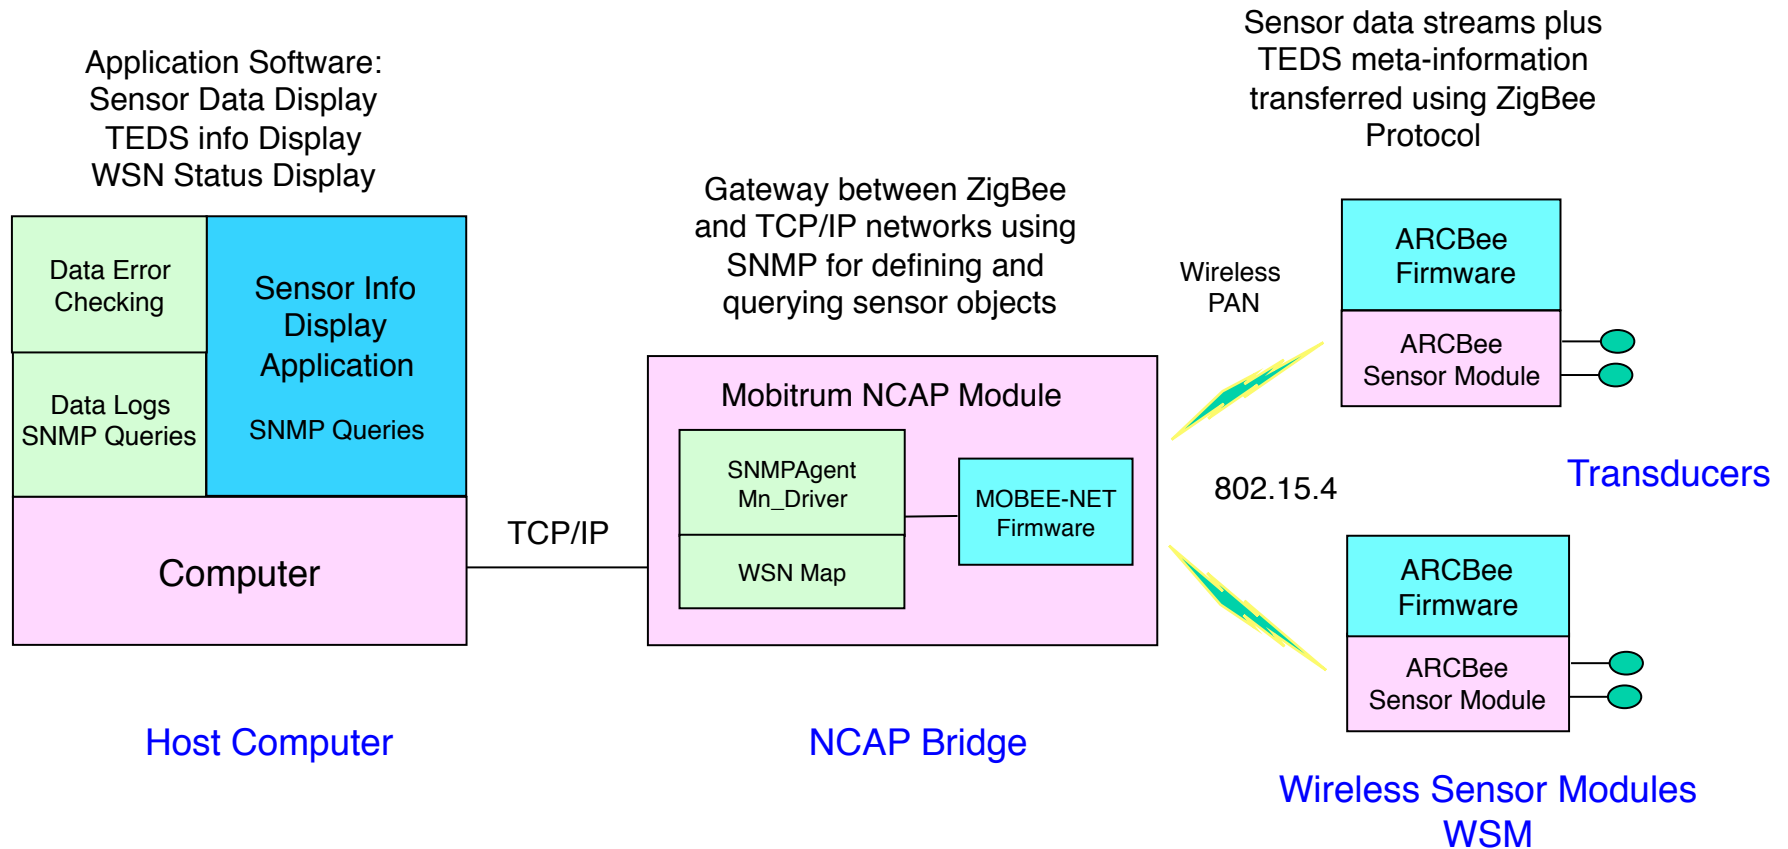 Application Software:
Sensor Data Display
TEDS info Display
WSN Status Display
Data Error
Checking
Data Logs
SNMP Queries
Sensor Info
Display
Application
SNMP Queries
Computer
Host Computer
TCP/IP
Gateway between ZigBee
and TCP/IP networks using
SNMP for defining and
querying sensor objects
Mobitrum NCAP Module
SNMPAgent
Mn_Driver
WSN Map
MOBEE-NET
Firmware
NCAP Bridge
Wireless
PAN
802.15.4
Sensor data streams plus
TEDS meta-information
transferred using ZigBee
Protocol
ARCBee
Firmware
ARCBee
Sensor Module
Transducers
ARCBee
Firmware
ARCBee
Sensor Module
Wireless Sensor Modules
WSM